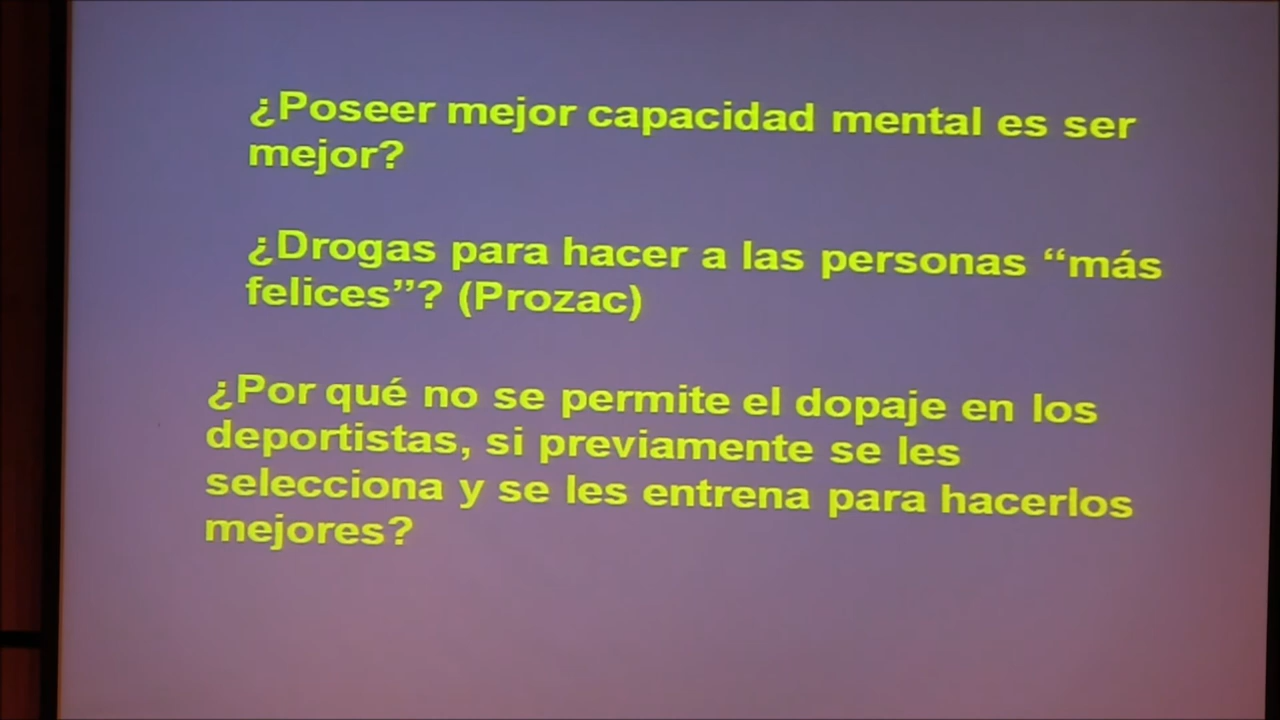 ¿Poseer mejor capacidad mental es ser
mejor?
¿Drogas para hacer a las personas “más
felices”? (Prozac)
¿Por qué no se permite el dopaje en los
deportistas, si previamente se les
selecciona y se les entrena para hacerlos
mejores?